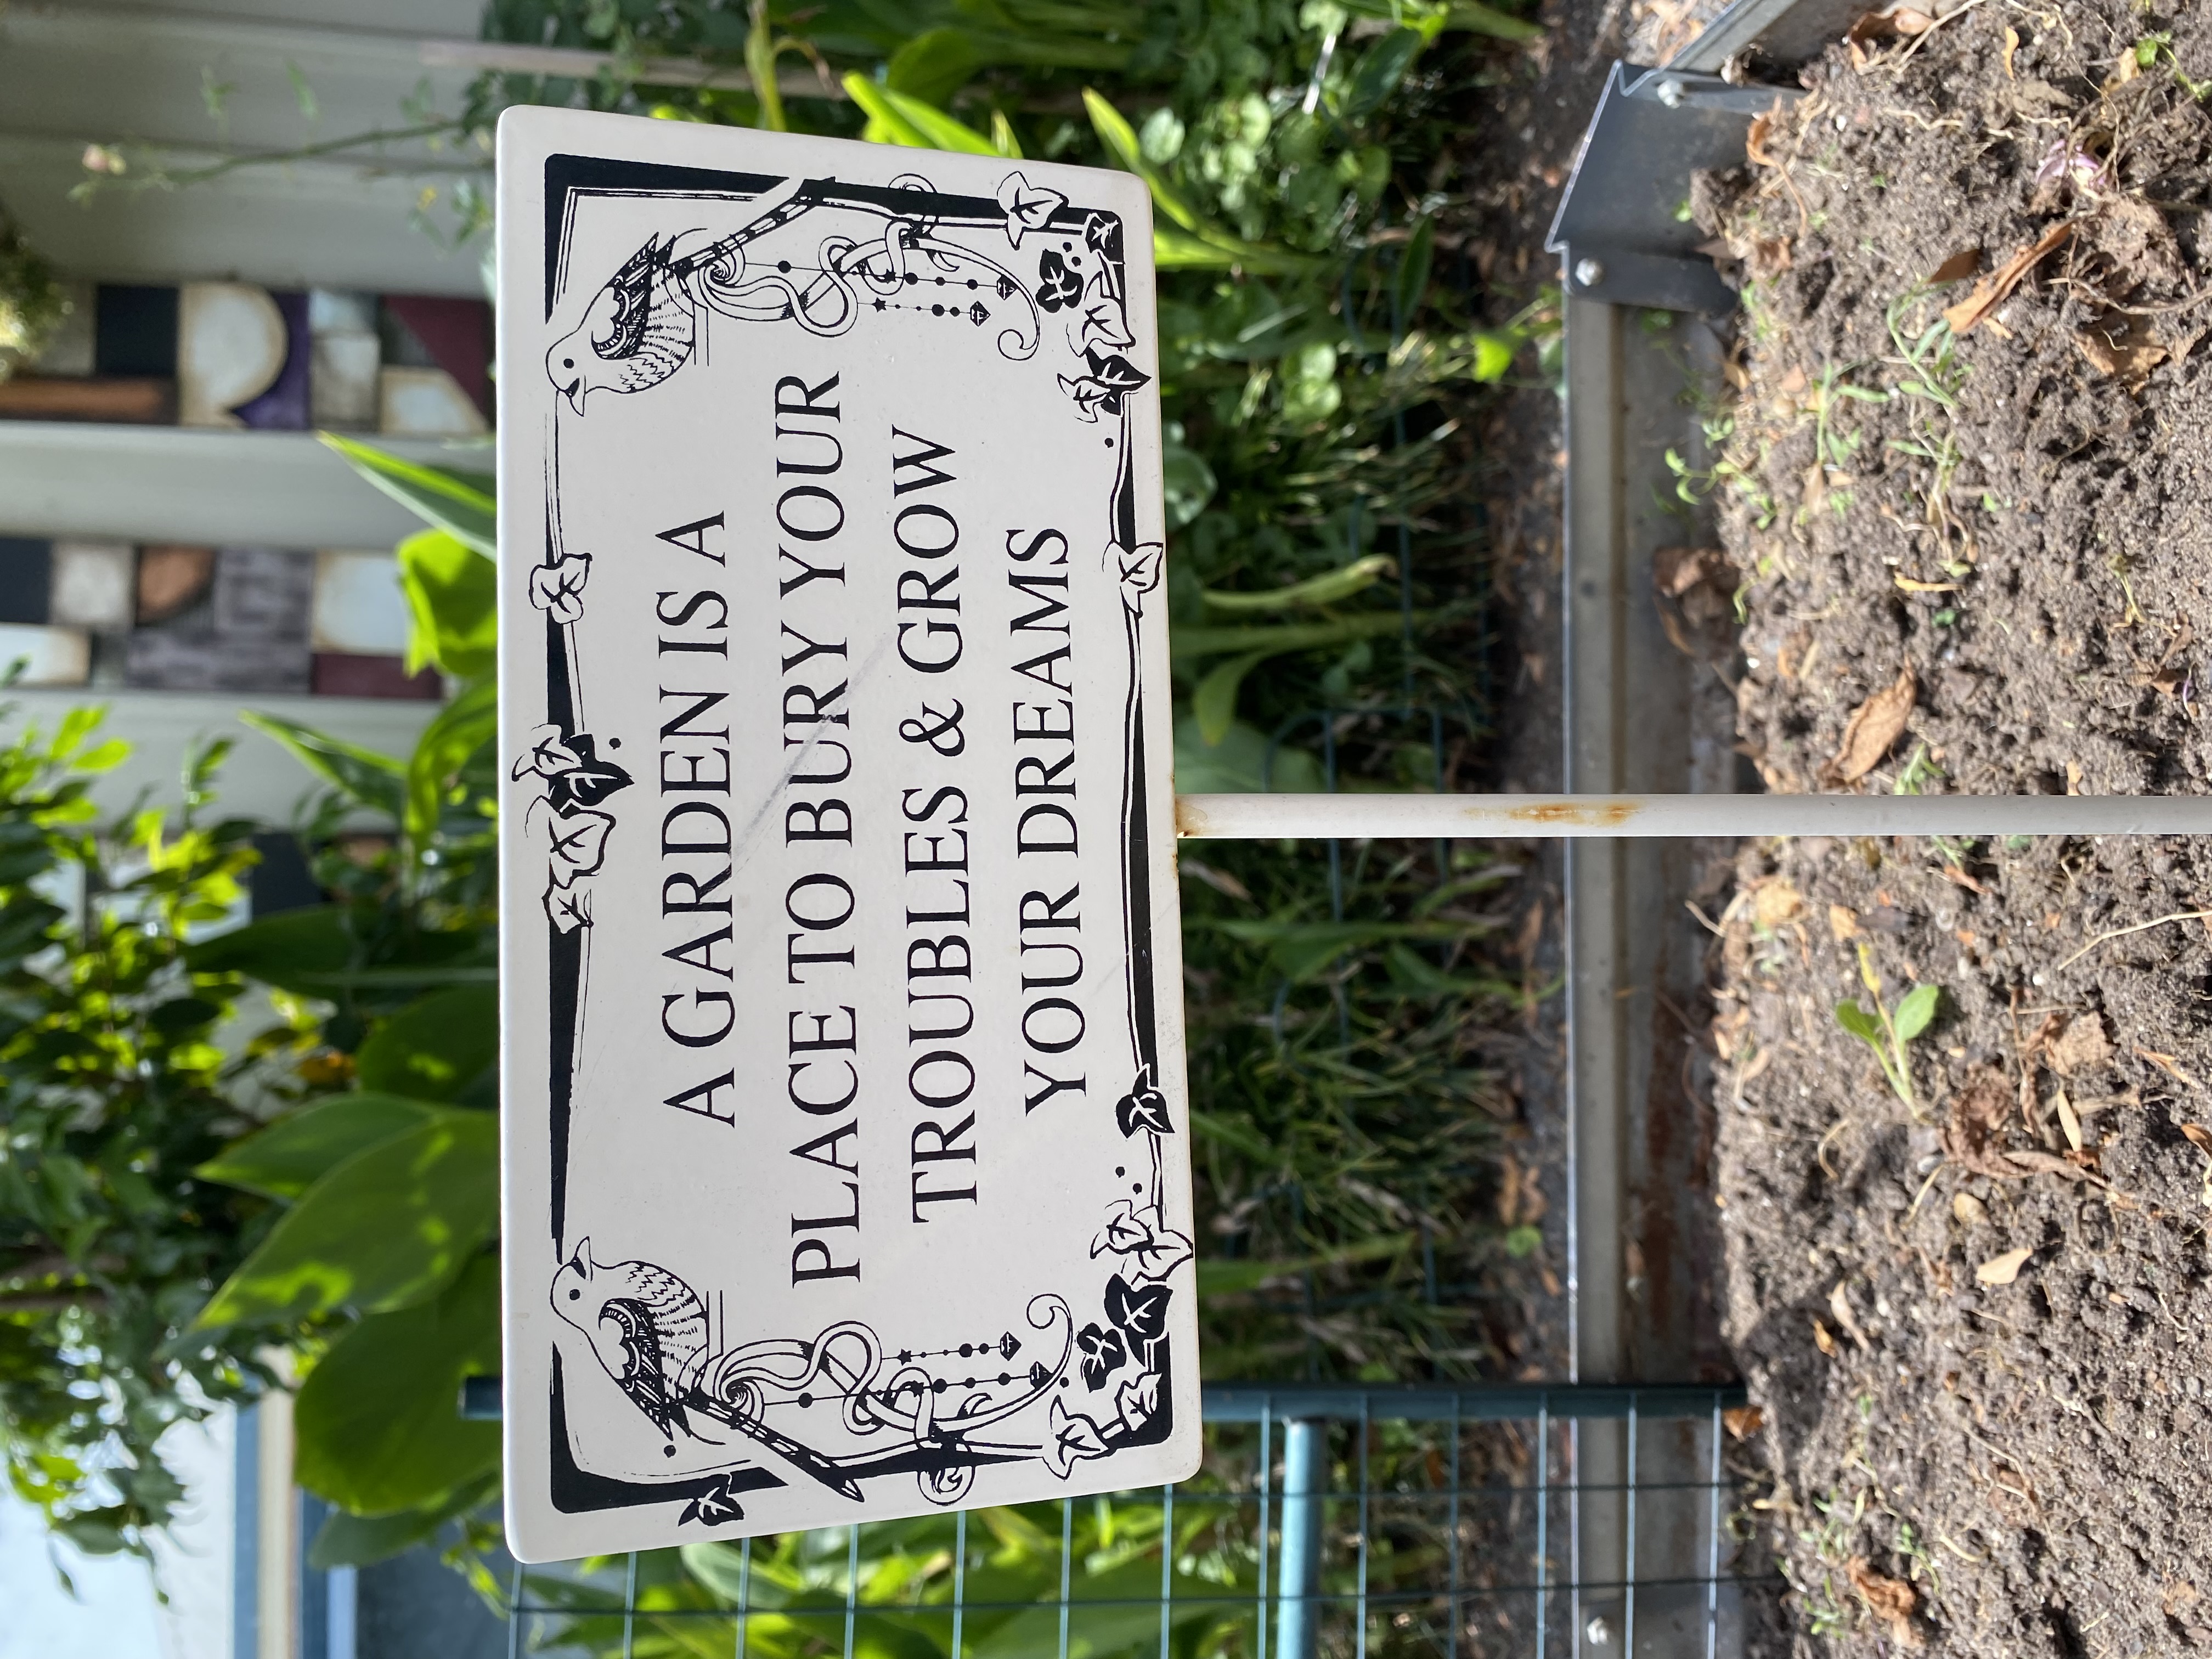 A GARDEN IS A
PLACE TO BURY YOUR
TROUBLES & GROW
YOUR DREAMS